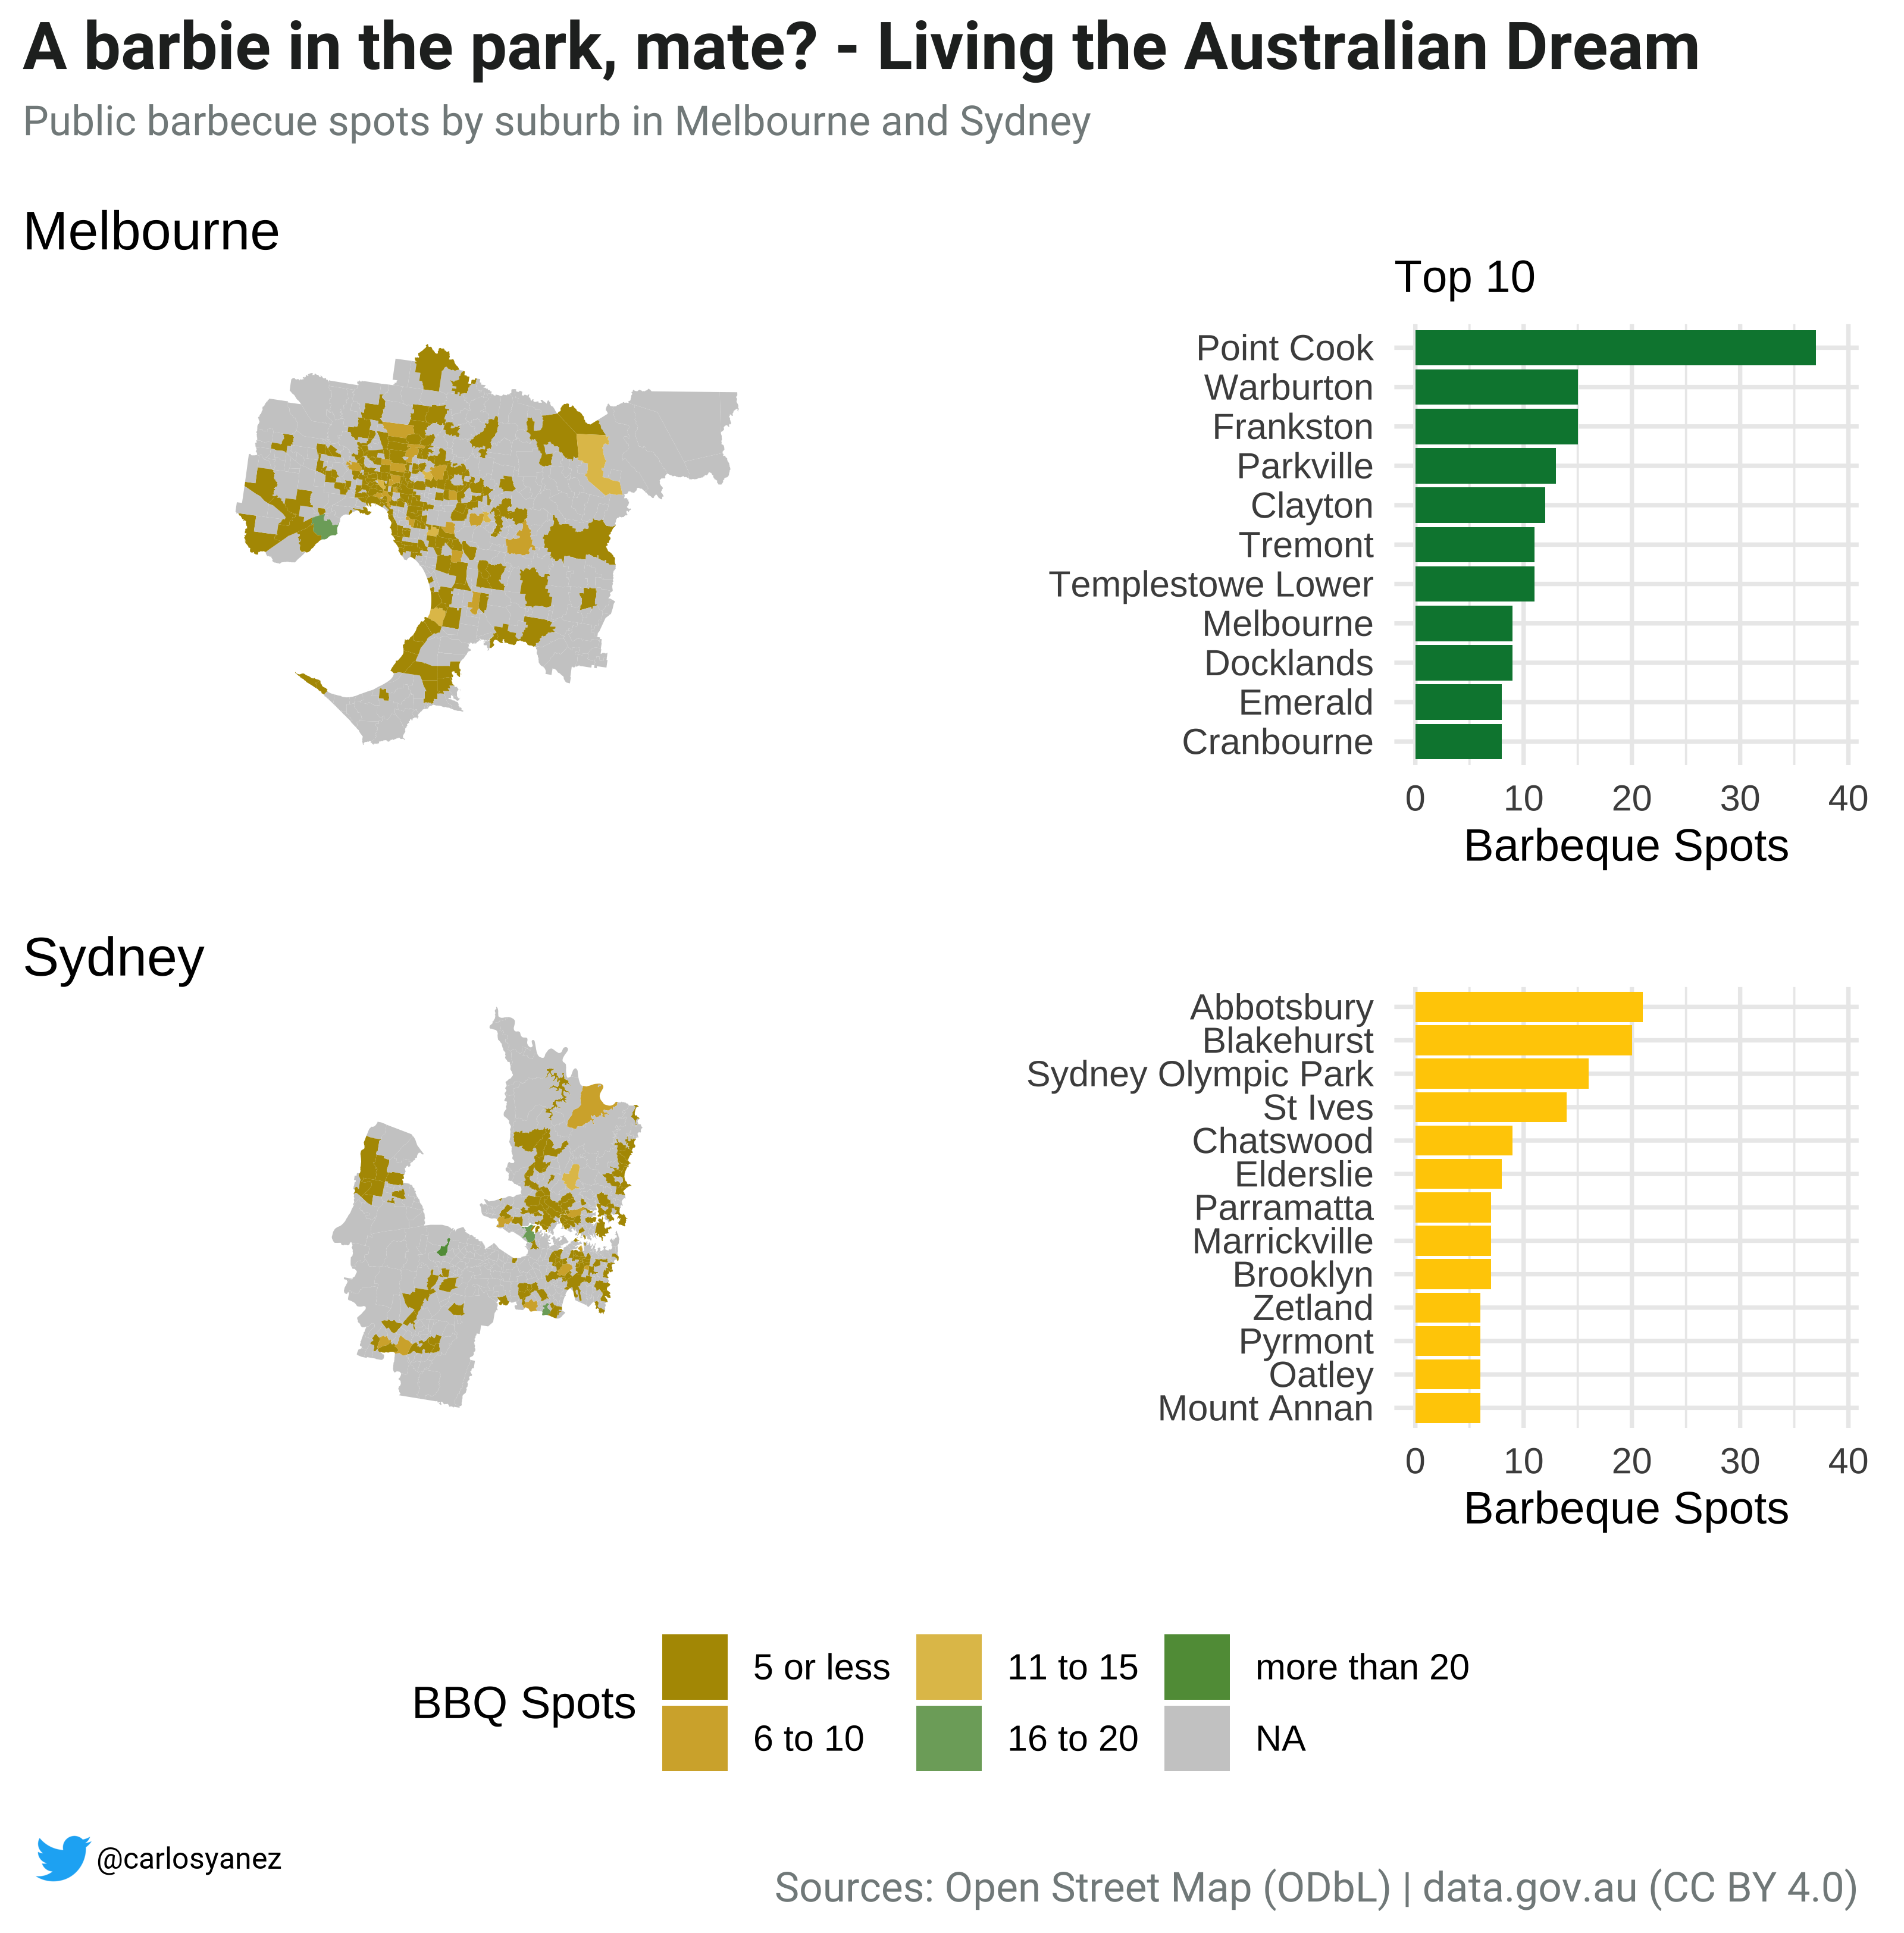 A barbie in the park, mate? - Living the Australian Dream
Public barbecue spots by suburb in Melbourne and Sydney
Melbourne
Top 10
Point Cook
Warburton
Frankston
Parkville
Clayton
Tremont
Templestowe Lower
Melbourne
Docklands
Emerald
Cranbourne
0 10 20 30 40
Barbeque Spots
Sydney
Abbotsbury
Blakehurst
Sydney Olympic Park
St Ives
Chatswood
Elderslie
Parramatta
Marrickville
Brooklyn
Zetland
Pyrmont
Oatley
Mount Annan
0 10 20 30 40
Barbeque Spots
BBQ Spots
5 or less
11 to 15
more than 20
6 to 10
16 to 20
NA
@carlosyanez
Sources: Open Street Map (ODbL) | data.gov.au (CC BY 4.0)